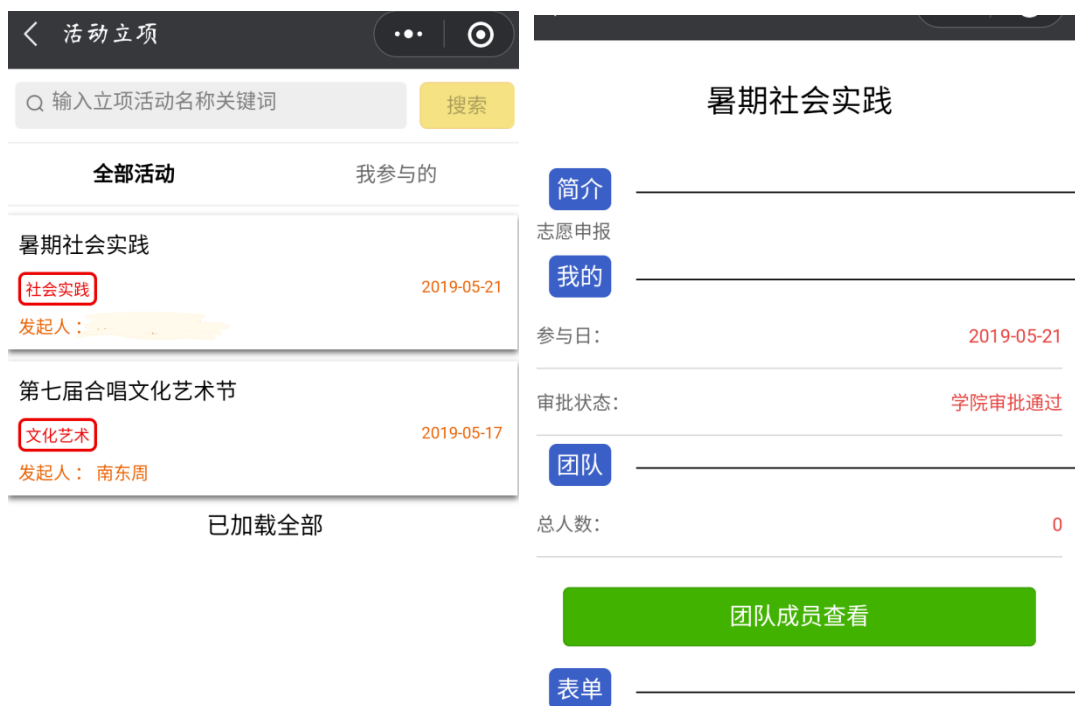 活动立项
输入立项活动名称关键词
搜索
全部活动
我参与的
暑期社会实践
社会实践
2019-05-21
发起人：
第七届合唱文化艺术节
文化艺术
2019-05-17
发起人： 南东周
已加载全部
暑期社会实践
简介
志愿申报
我的
参与日：
2019-05-21
审批状态：
学院审批通过
团队
总人数：
0
团队成员查看
表单